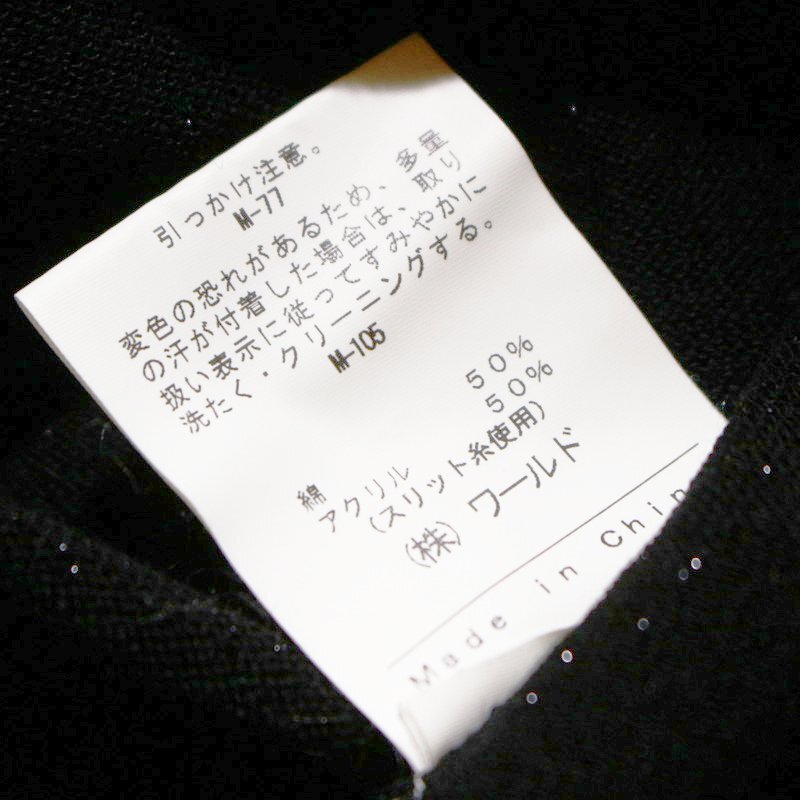 引っかけ注意。
M-77
変色の恐れがあるため、多量
の汗が付着した場合は、取り
扱い表示に従ってすみやかに
洗たく・クリーニングする。
M-105
綿 50%
アクリル 50%
(スリット糸使用)
(株) ワールド
Made in Chin